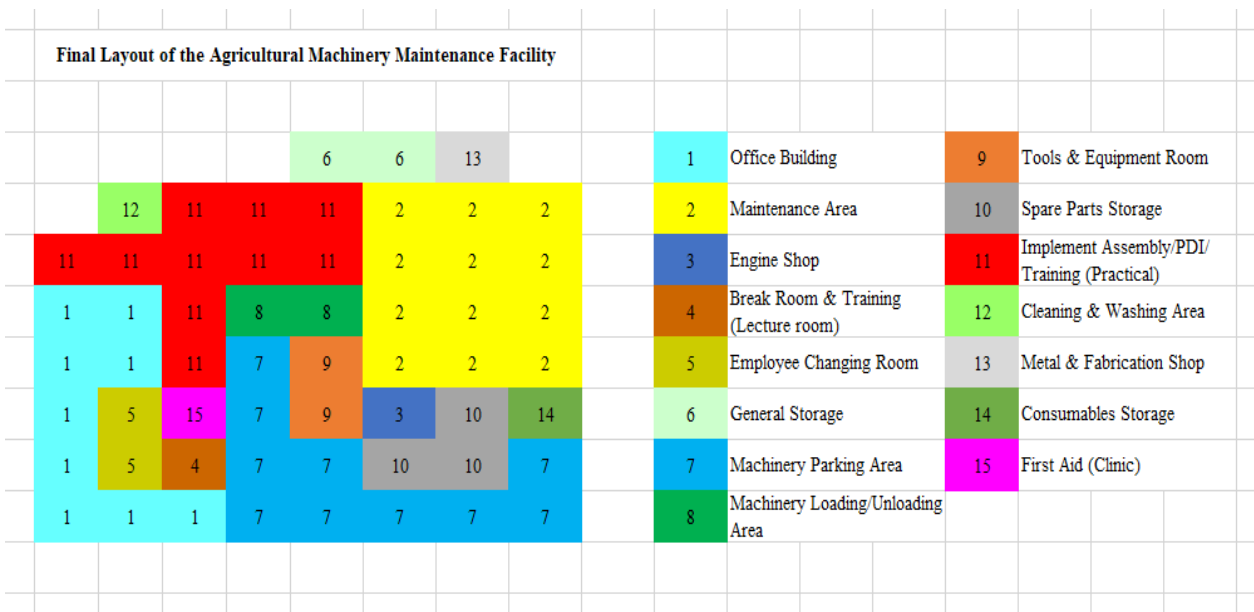 Final Layout of the Agricultural Machinery Maintenance Facility
6 6 13 1 Office Building 9 Tools & Equipment Room
12 11 11 11 2 2 2 2 Maintenance Area 10 Spare Parts Storage
11 11 11 11 11 2 2 2 3 Engine Shop 11 Implement Assembly/PDI/
Training (Practical)
1 1 11 8 8 2 2 2 4 Break Room & Training
(Lecture room) 12 Cleaning & Washing Area
1 1 11 7 9 2 2 2 5 Employee Changing Room 13 Metal & Fabrication Shop
1 5 15 7 9 3 10 14 6 General Storage 14 Consumables Storage
1 5 4 7 7 10 10 7 7 Machinery Parking Area 15 First Aid (Clinic)
1 1 1 7 7 7 7 7 8 Machinery Loading/Unloading
Area